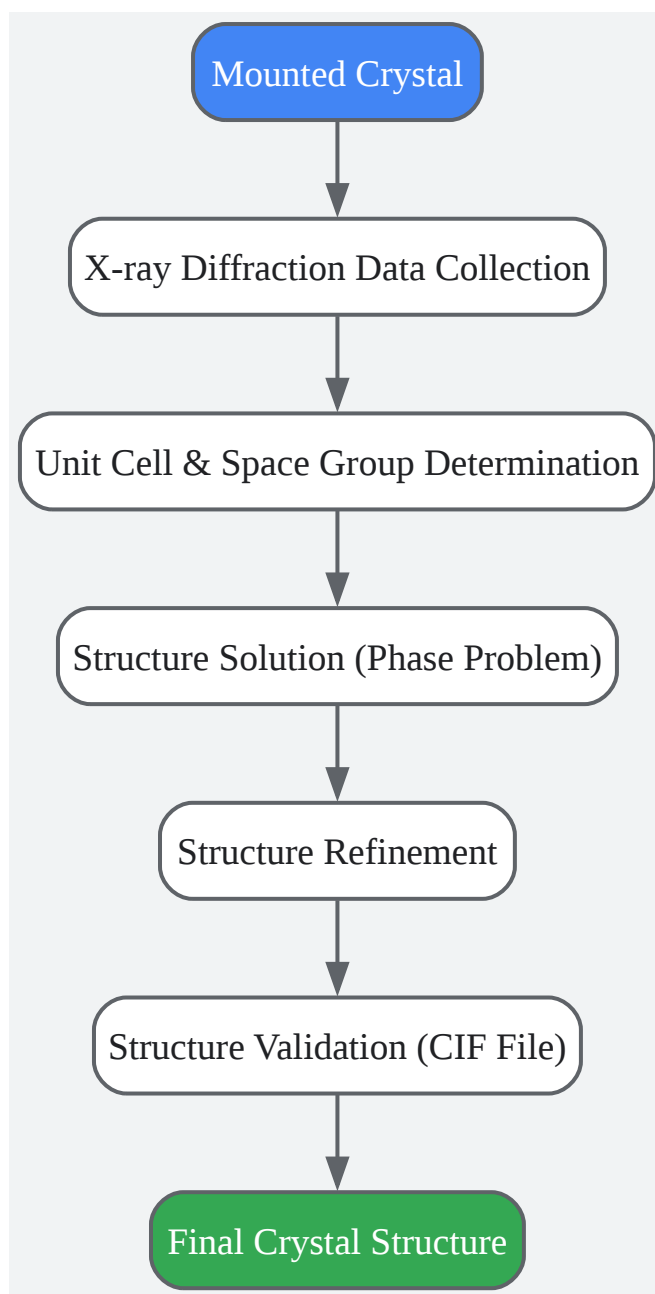 Mounted Crystal
X-ray Diffraction Data Collection
Unit Cell & Space Group Determination
Structure Solution (Phase Problem)
Structure Refinement
Structure Validation (CIF File)
Final Crystal Structure